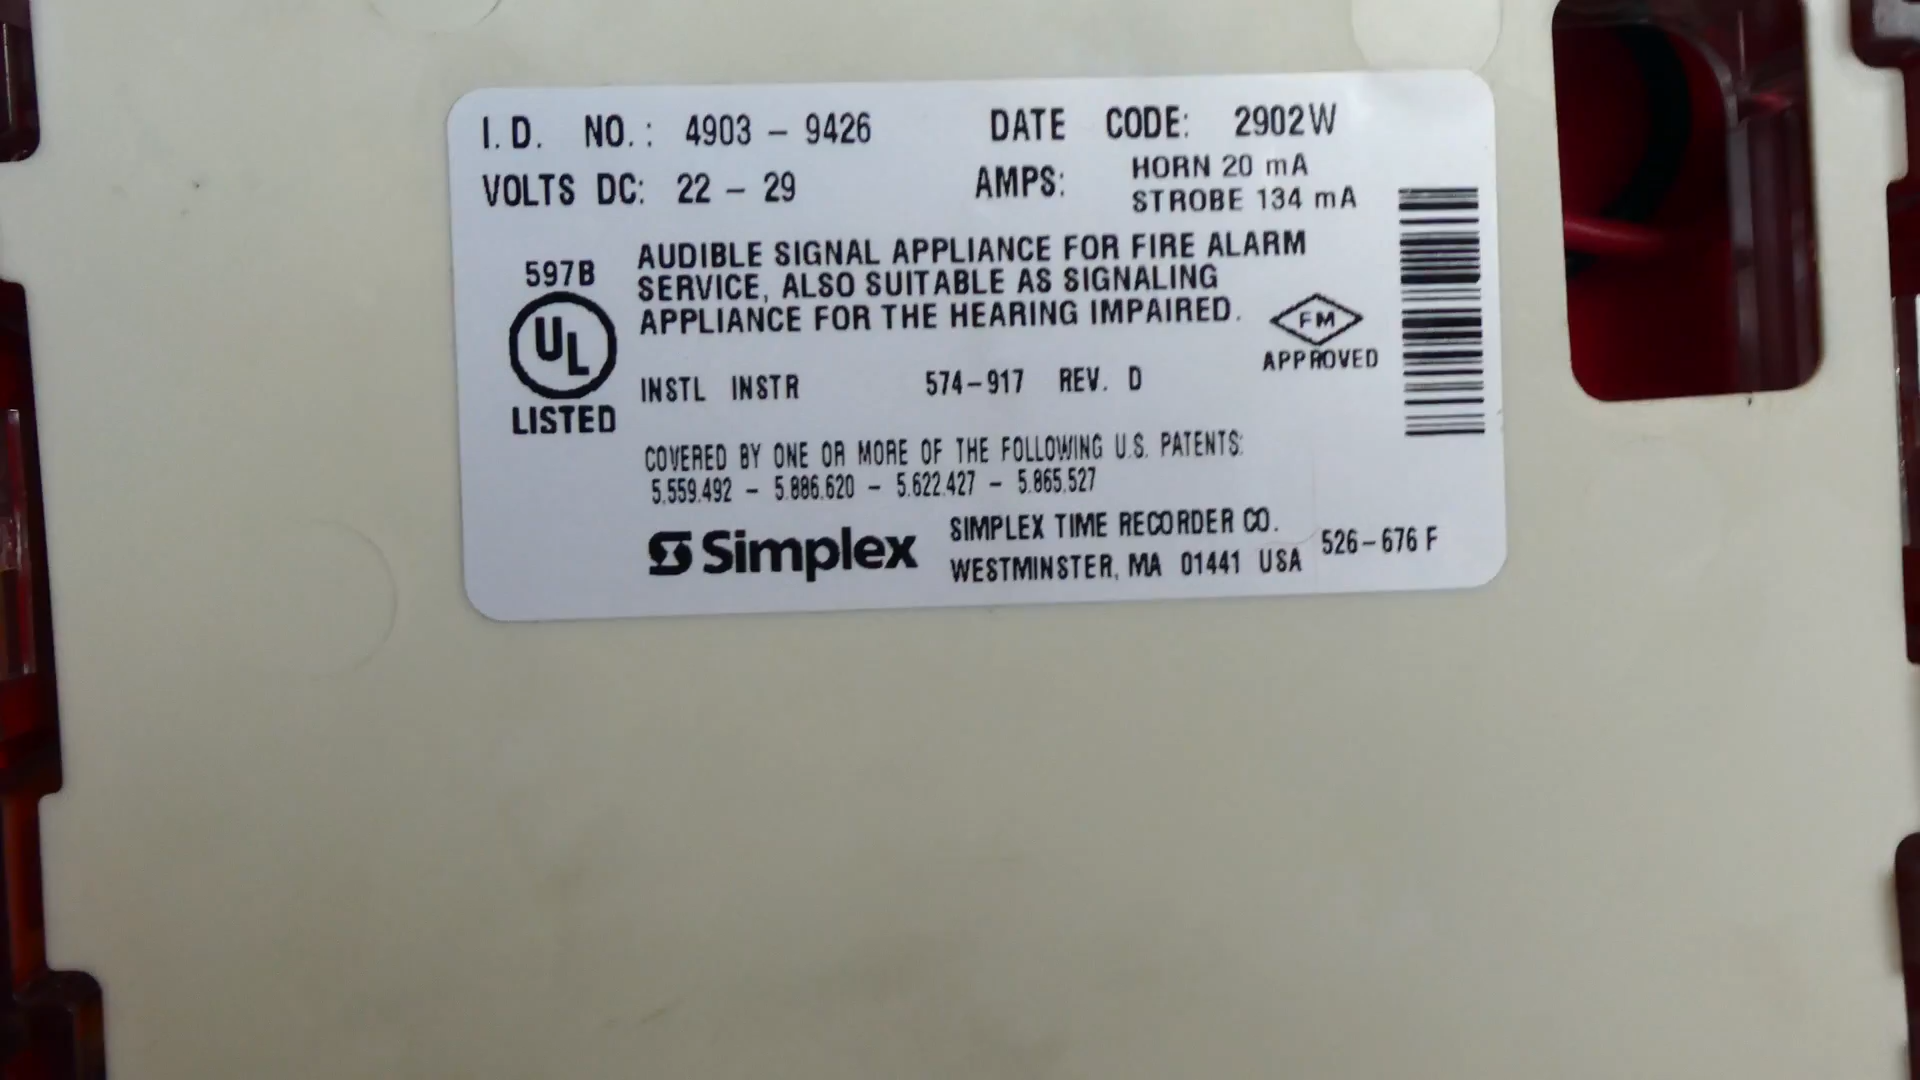 I.D. NO.: 4903 - 9426 DATE CODE: 2902W
VOLTS DC: 22 - 29 AMPS: HORN 20 mA
STROBE 134 mA
597B
UL
LISTED
AUDIBLE SIGNAL APPLIANCE FOR FIRE ALARM
SERVICE, ALSO SUITABLE AS SIGNALING
APPLIANCE FOR THE HEARING IMPAIRED.
FM
APPROVED
INSTL INSTR 574-917 REV. D
COVERED BY ONE OR MORE OF THE FOLLOWING U.S. PATENTS:
5.559.492 - 5.886.620 - 5.622.427 - 5.865.527
Simplex
SIMPLEX TIME RECORDER CO.
WESTMINSTER, MA 01441 USA
526-676 F